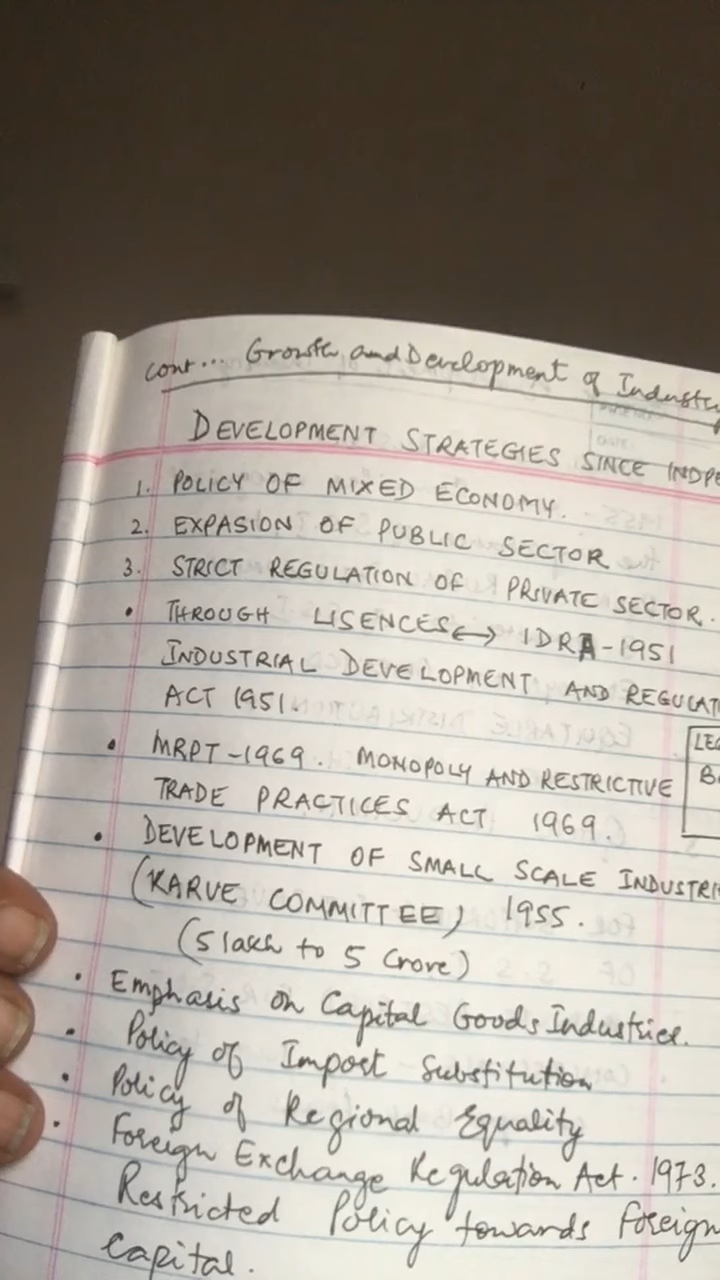 cont... Growth and Development of Industr
DEVELOPMENT STRATEGIES SINCE INDPE
1. POLICY OF MIXED ECONOMY.
2. EXPASION OF PUBLIC SECTOR
3. STRICT REGULATION OF PRIVATE SECTOR.
• THROUGH LISENCES ↔ IDRA-1951
INDUSTRIAL DEVELOPMENT AND REGULAT
ACT 1951.
• MRPT-1969. MONOPOLY AND RESTRICTIVE
TRADE PRACTICES ACT 1969.
LE
B
• DEVELOPMENT OF SMALL SCALE INDUSTRI
(KARVE COMMITTEE) 1955.
(5 lakh to 5 Crore)
• Emphasis on Capital Goods Industries.
• Policy of Import Substitution
• Policy of Regional Equality
• Foreign Exchange Regulation Act. 1973.
Restricted Policy towards foreign
capital.